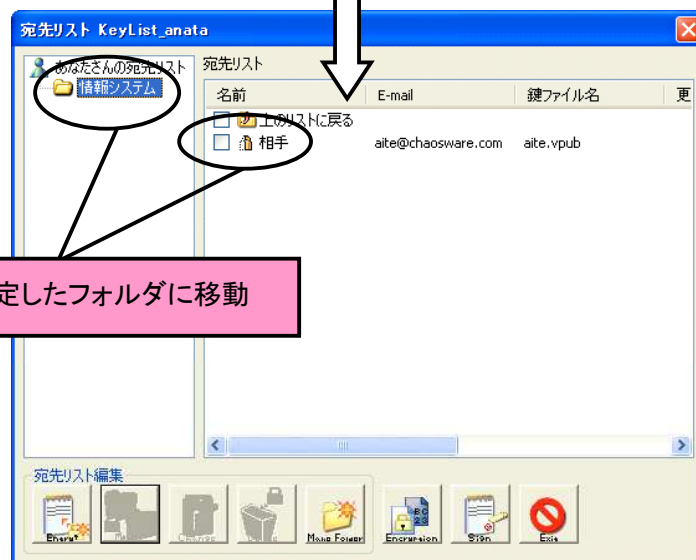 宛先リスト KeyList_anata
あなたさんの宛先リスト
情報システム
宛先リスト
名前 E-mail 鍵ファイル名 更
上のリストに戻る
相手 aite@chaosware.com aite.vpub
定したフォルダに移動
宛先リスト編集
Make Folder
Encryption
Sign
Exit